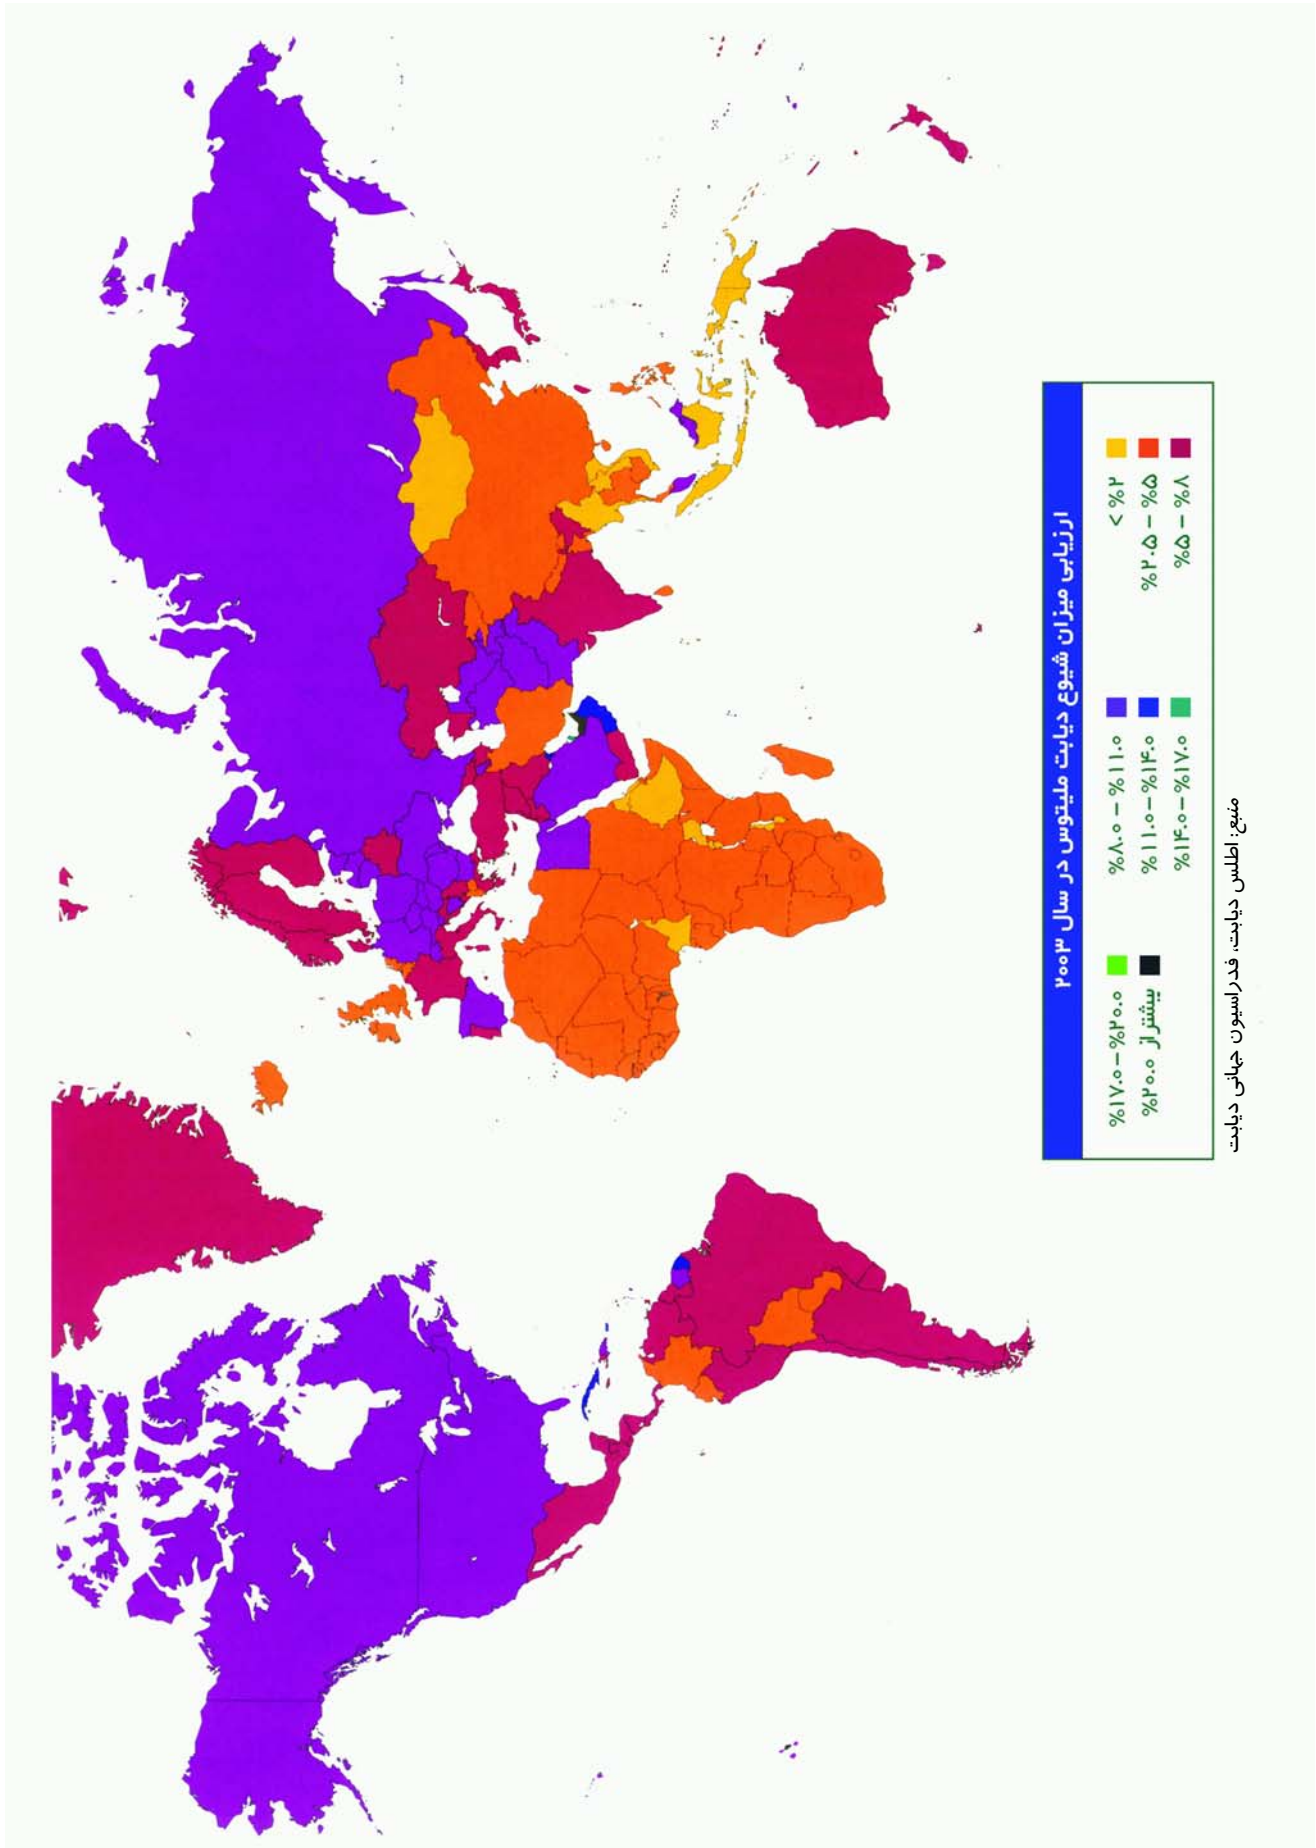 ارزیابی میزان شیوع دیابت ملیتوس در سال ۲۰۰۳
< %۲
%۲.۵ – %۵
%۵ – %۸
%۸.۰ – %۱۱.۰
%۱۱.۰ – %۱۴.۰
%۱۴.۰ – %۱۷.۰
%۱۷.۰ – %۲۰.۰
بیشتر از %۲۰.۰
منبع: اطلس دیابت، فدراسیون جهانی دیابت